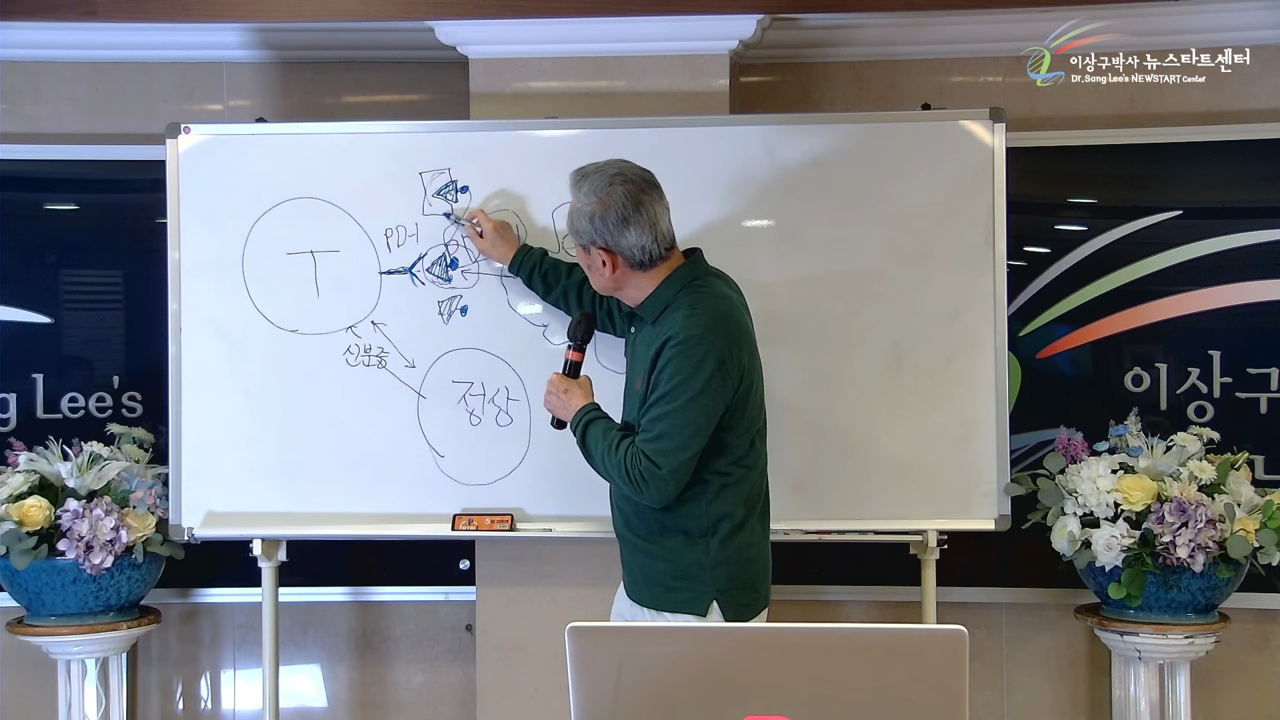 이상구박사 뉴스타트센터
Dr. Sang Lee's NEWSTART Center
PD-1
T
신분증
정상
g Lee's
이상구